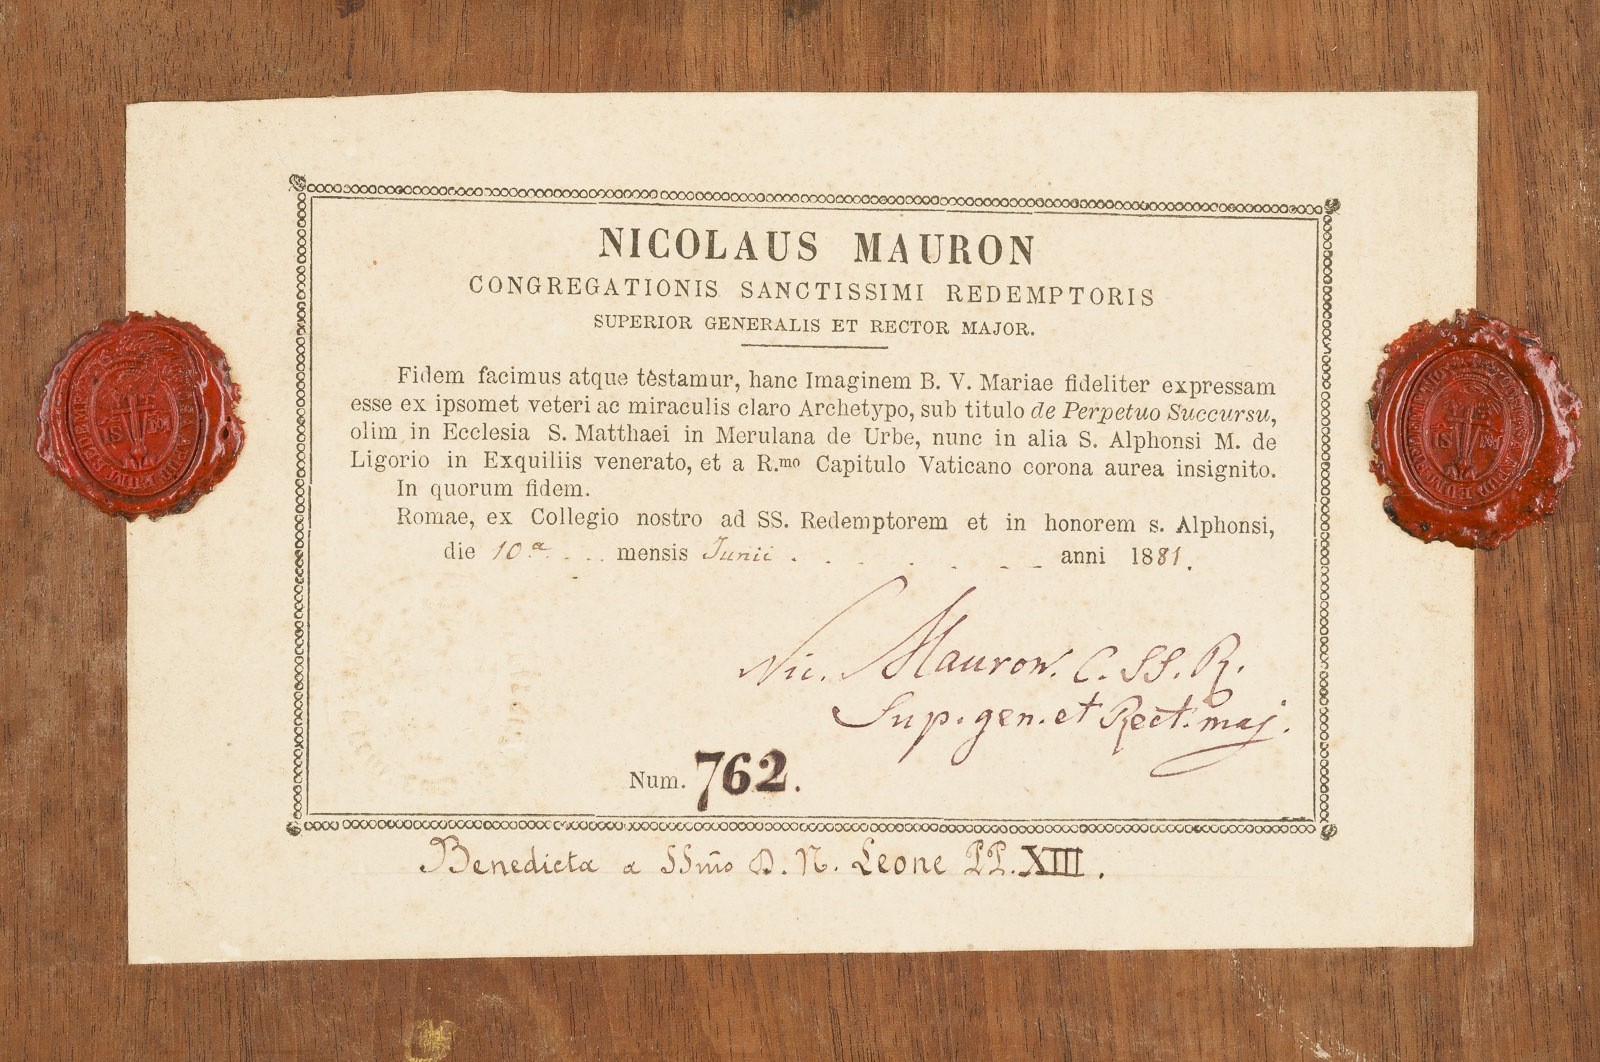 NICOLAUS MAURON
CONGREGATIONIS SANCTISSIMI REDEMPTORIS
SUPERIOR GENERALIS ET RECTOR MAJOR.
Fidem facimus atque testamur, hanc Imaginem B. V. Mariae fideliter expressam
esse ex ipsomet veteri ac miraculis claro Archetypo, sub titulo de Perpetuo Succursu,
olim in Ecclesia S. Matthaei in Merulana de Urbe, nunc in alia S. Alphonsi M. de
Ligorio in Exquiliis venerato, et a R.mo Capitulo Vaticano corona aurea insignito.
In quorum fidem.
Romae, ex Collegio nostro ad SS. Redemptorem et in honorem s. Alphonsi,
die 10a mensis Junii anni 1881.
Nic. Mauron. C. SS. R.
Sup. gen. et Rect. maj.
Num. 762.
Benedicta a SSmo D. N. Leone PP. XIII.